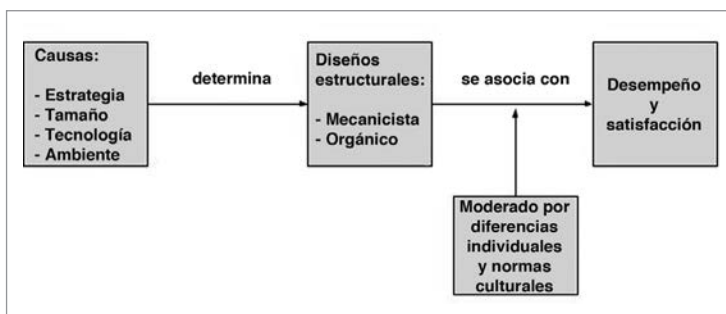 Causas:
- Estrategia
- Tamaño
- Tecnología
- Ambiente
determina
Diseños
estructurales:
- Mecanicista
- Orgánico
se asocia con
Desempeño
y
satisfacción
Moderado por
diferencias
individuales
y normas
culturales